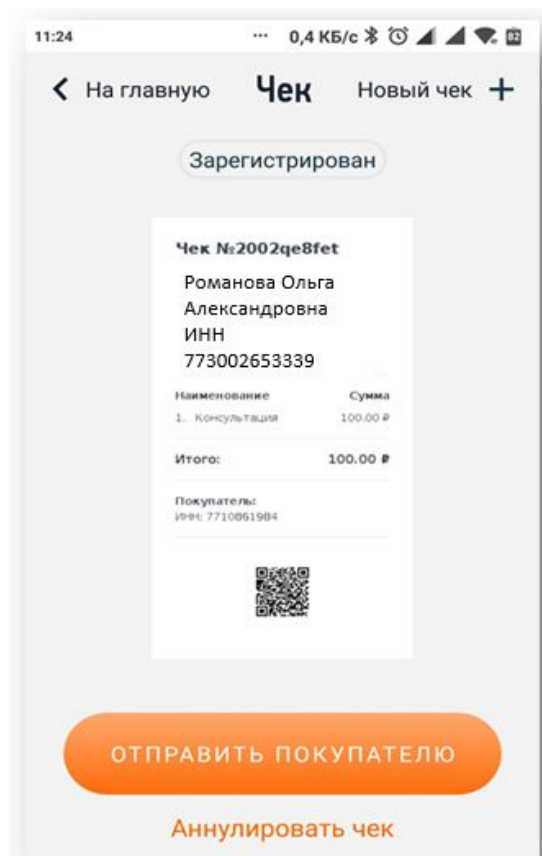 11:24 ... 0,4 КБ/с 82
На главную Чек Новый чек +
Зарегистрирован
Чек №2002qe8fet
Романова Ольга
Александровна
ИНН
773002653339
Наименование Сумма
1. Консультация 100.00 ₽
Итого: 100.00 ₽
Покупатель:
ИНН: 7710861984
ОТПРАВИТЬ ПОКУПАТЕЛЮ
Аннулировать чек